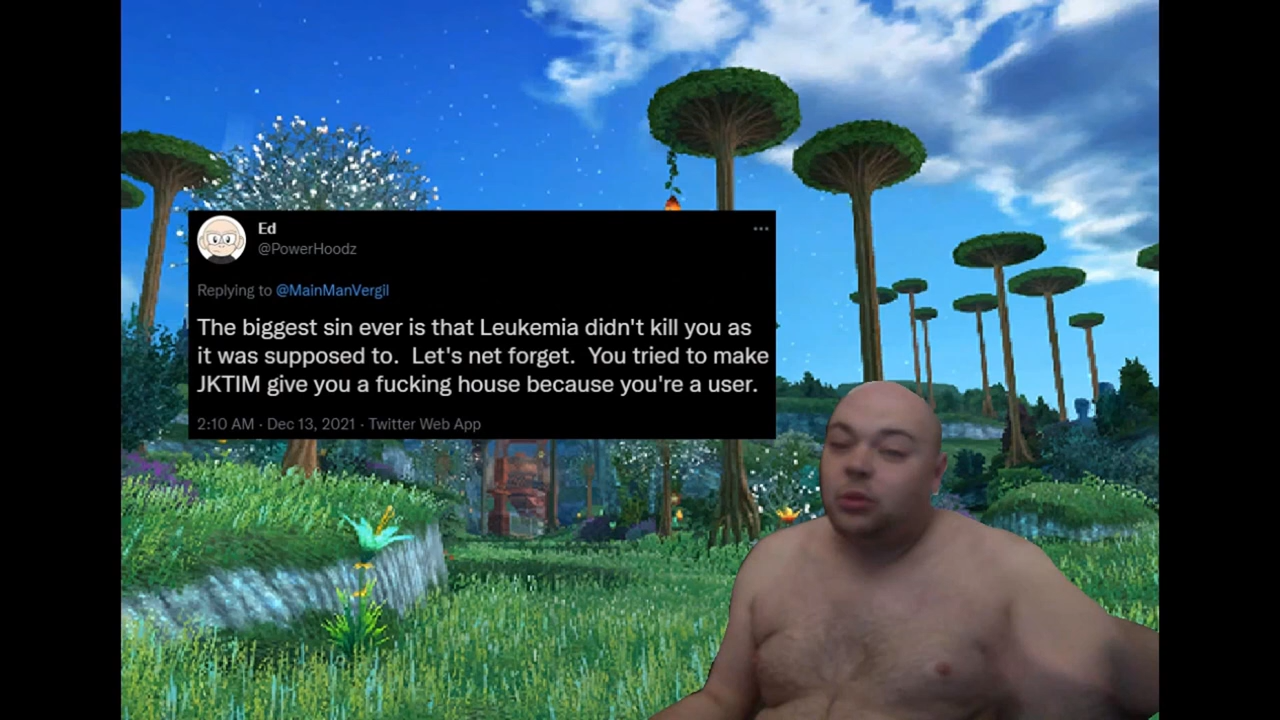 Ed
@PowerHoodz
Replying to @MainManVergil
The biggest sin ever is that Leukemia didn't kill you as
it was supposed to.  Let's net forget.  You tried to make
JKTIM give you a fucking house because you're a user.
2:10 AM · Dec 13, 2021 · Twitter Web App